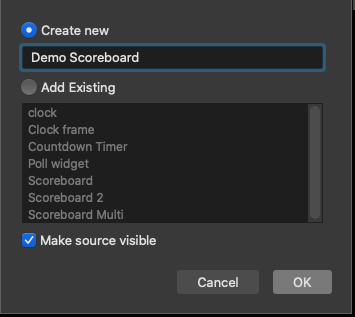 Create new
Demo Scoreboard
Add Existing
clock
Clock frame
Countdown Timer
Poll widget
Scoreboard
Scoreboard 2
Scoreboard Multi
Make source visible
Cancel
OK